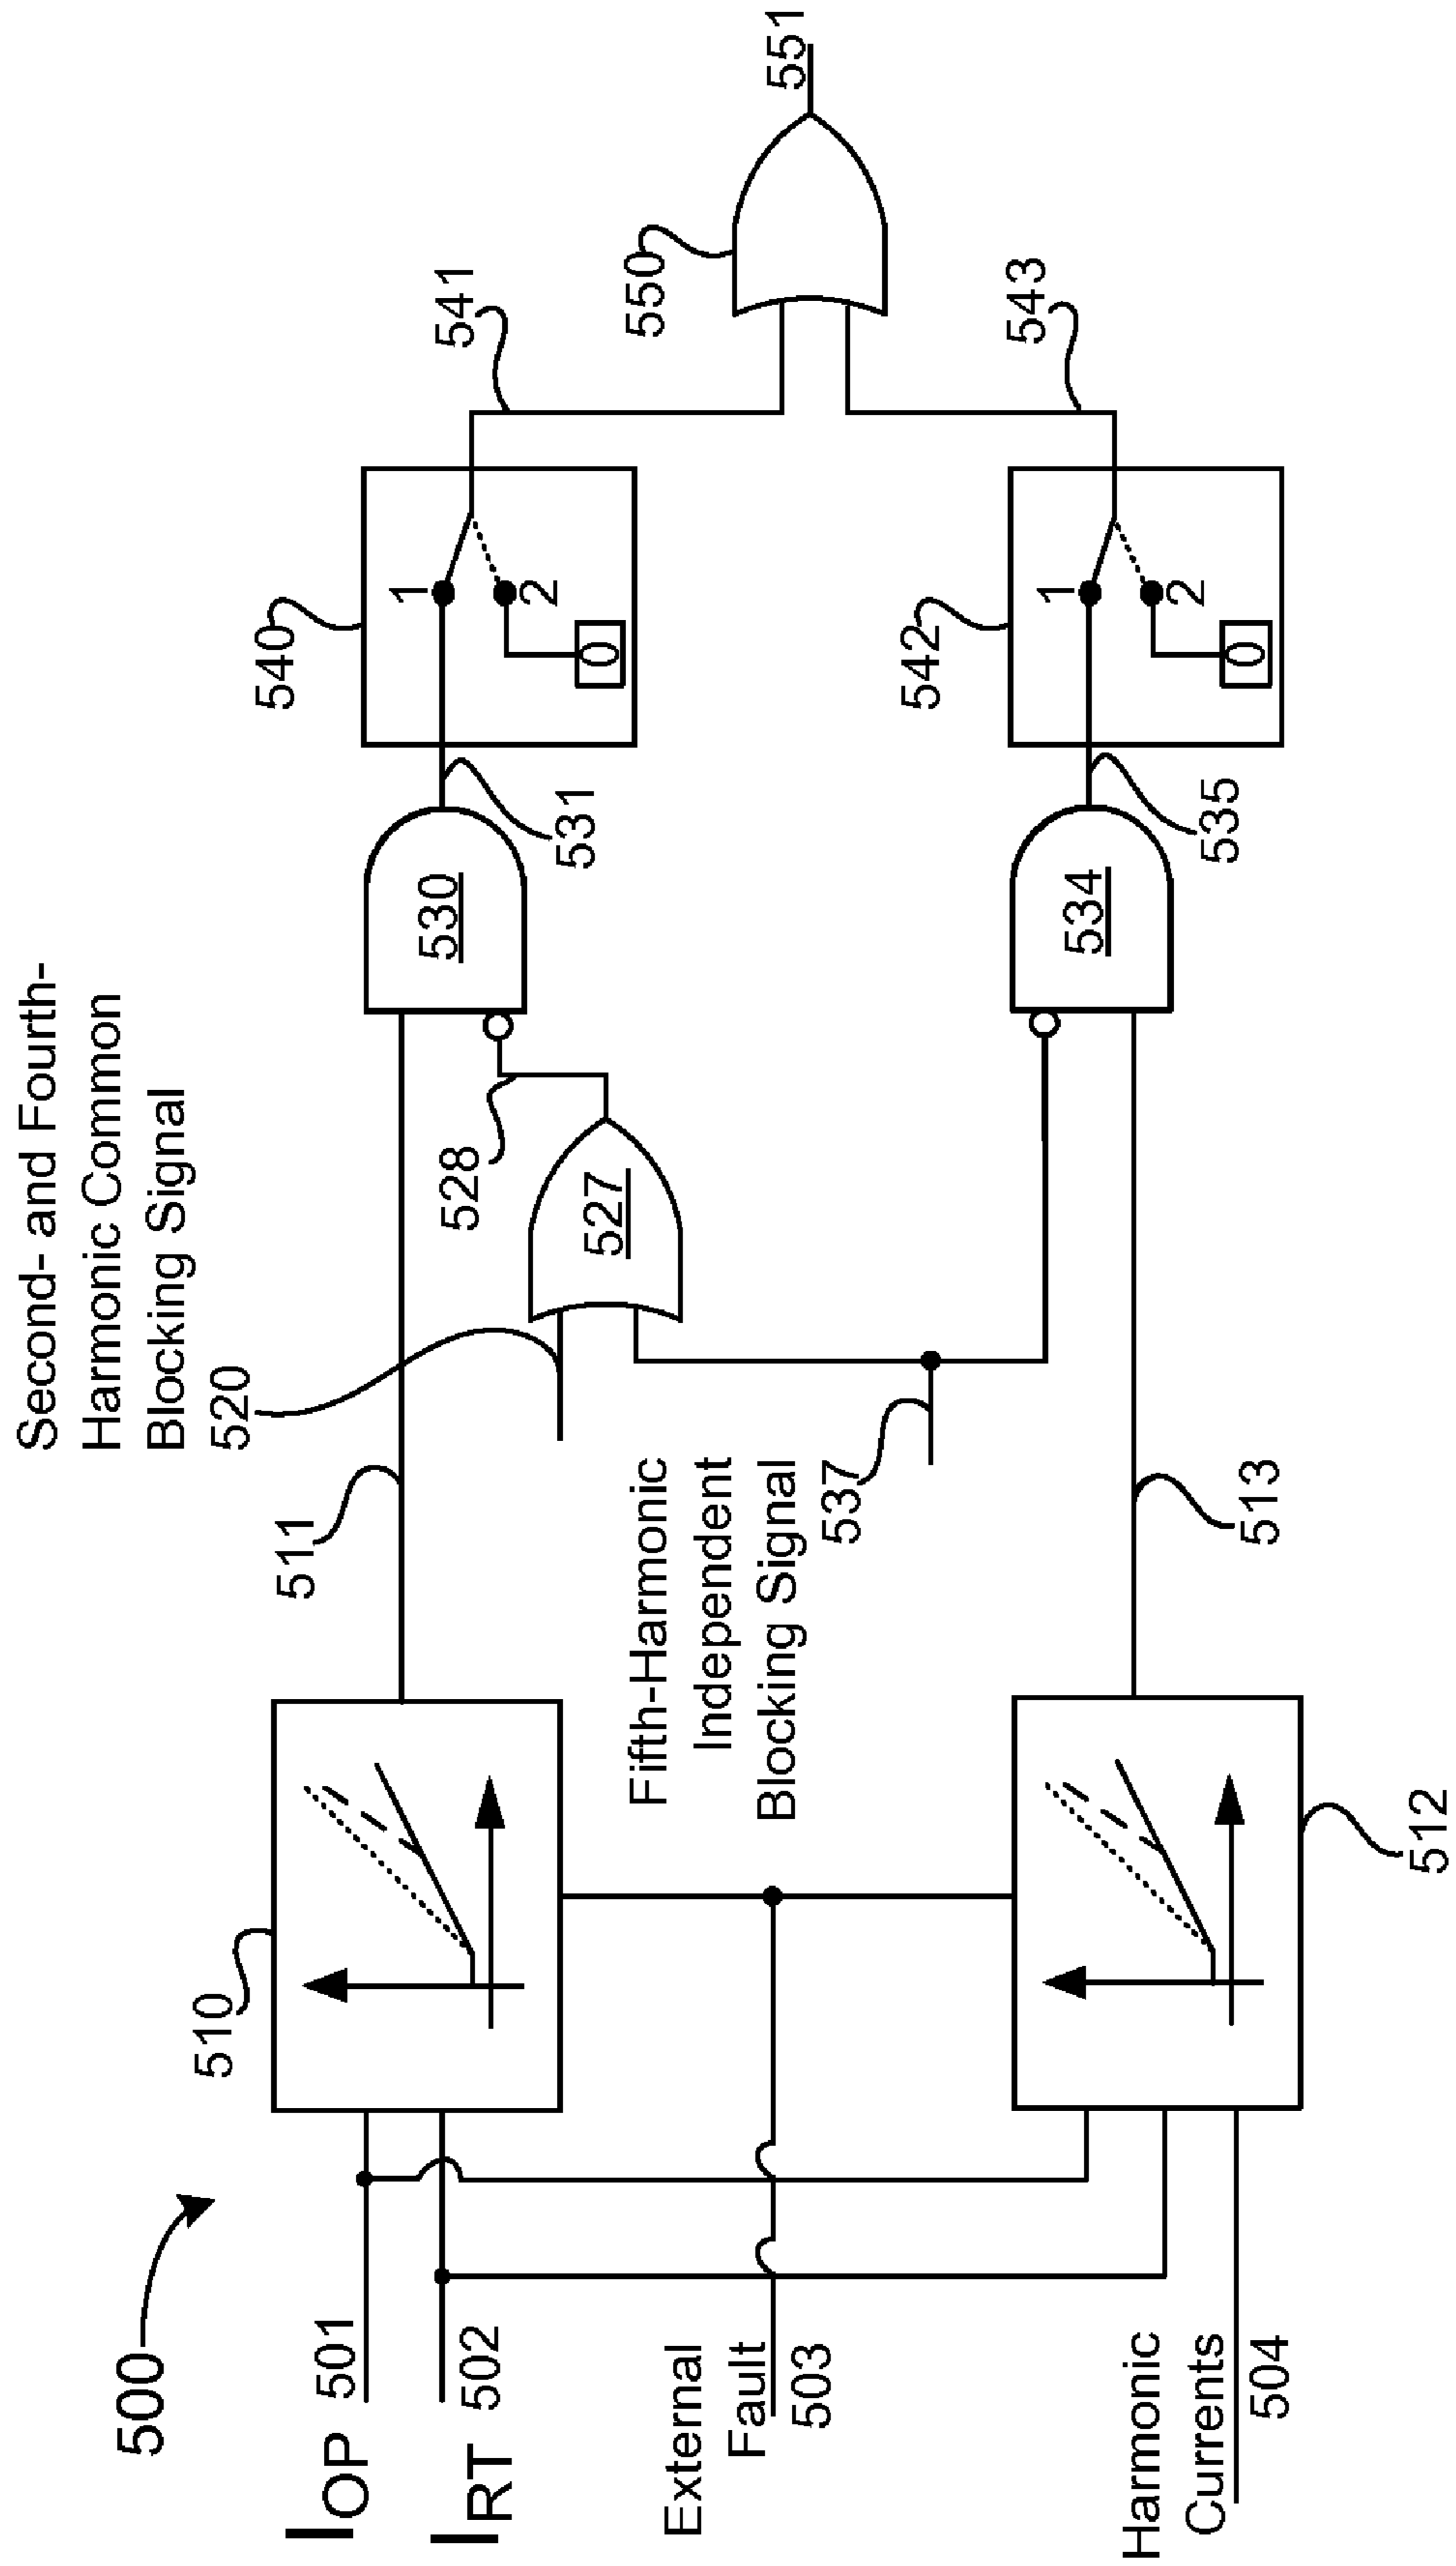 500
Second- and Fourth-
Harmonic Common
Blocking Signal
520
510
511
540
1
2
0
541
I_OP 501
I_RT 502
530
531
528
527
550
551
External
Fault
503
Fifth-Harmonic
Independent
Blocking Signal
537
542
1
2
0
543
534
535
Harmonic
Currents
504
513
512